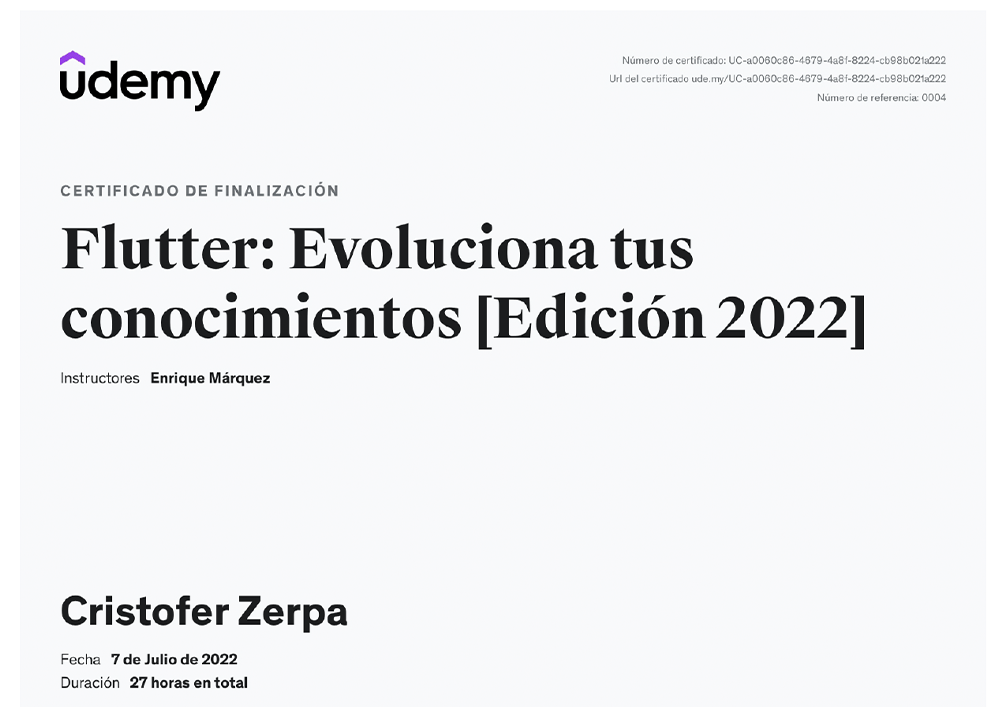 udemy
Número de certificado: UC-a0060c86-4679-4a8f-8224-cb98b021a222
Url del certificado ude.my/UC-a0060c86-4679-4a8f-8224-cb98b021a222
Número de referencia: 0004
CERTIFICADO DE FINALIZACIÓN
Flutter: Evoluciona tus
conocimientos [Edición 2022]
Instructores Enrique Márquez
Cristofer Zerpa
Fecha 7 de Julio de 2022
Duración 27 horas en total